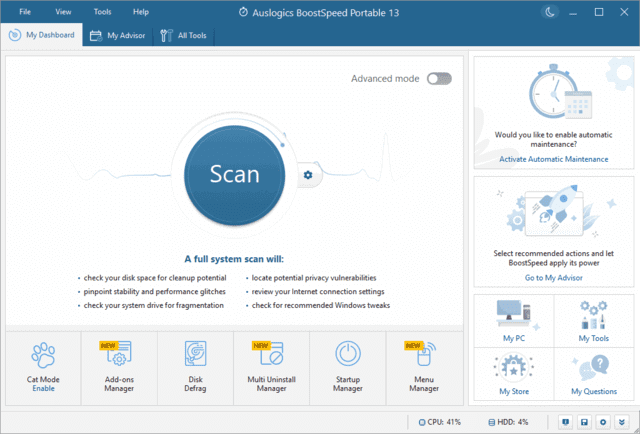 File View Tools Help Auslogics BoostSpeed Portable 13
My Dashboard My Advisor All Tools
Advanced mode
Scan
A full system scan will:
• check your disk space for cleanup potential
• pinpoint stability and performance glitches
• check your system drive for fragmentation
• locate potential privacy vulnerabilities
• review your Internet connection settings
• check for recommended Windows tweaks
Would you like to enable automatic
maintenance?
Activate Automatic Maintenance
Select recommended actions and let
BoostSpeed apply its power
Go to My Advisor
My PC
My Tools
My Store
My Questions
Cat Mode
Enable
NEW
Add-ons
Manager
Disk
Defrag
NEW
Multi Uninstall
Manager
Startup
Manager
NEW
Menu
Manager
CPU: 41% HDD: 4%